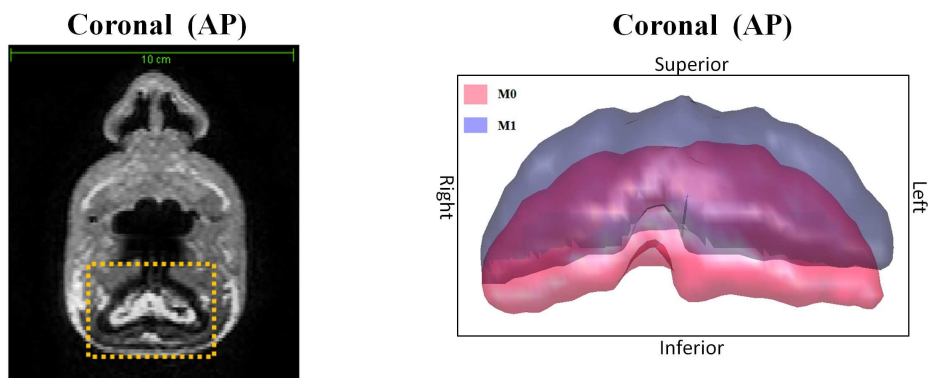 Coronal (AP)
10 cm
Coronal (AP)
Superior
M0
M1
Right
Left
Inferior